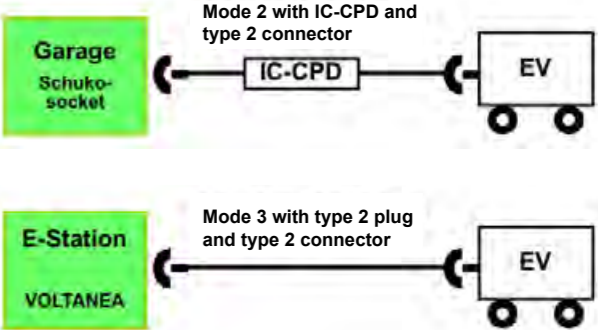 Mode 2 with IC-CPD and
type 2 connector
Garage
Schuko-
socket
IC-CPD
EV
Mode 3 with type 2 plug
and type 2 connector
E-Station
VOLTANEA
EV